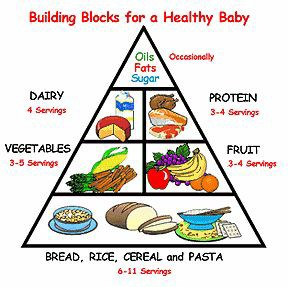 Building Blocks for a Healthy Baby
Oils
Fats
Sugar
Occasionally
DAIRY
4 Servings
PROTEIN
3-4 Servings
VEGETABLES
3-5 Servings
FRUIT
3-4 Servings
BREAD, RICE, CEREAL and PASTA
6-11 Servings